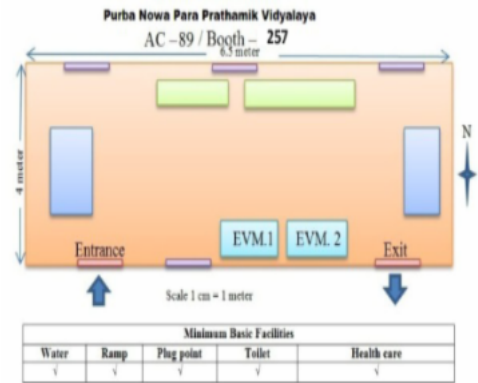 Purba Nowa Para Prathamik Vidyalaya
AC –89 / Booth – 257
6.5 meter
4 meter
N
EVM.1 EVM. 2
Entrance Exit
Scale 1 cm = 1 meter
Minimum Basic Facilities
Water Ramp Plug point Toilet Health care
√ √ √ √ √